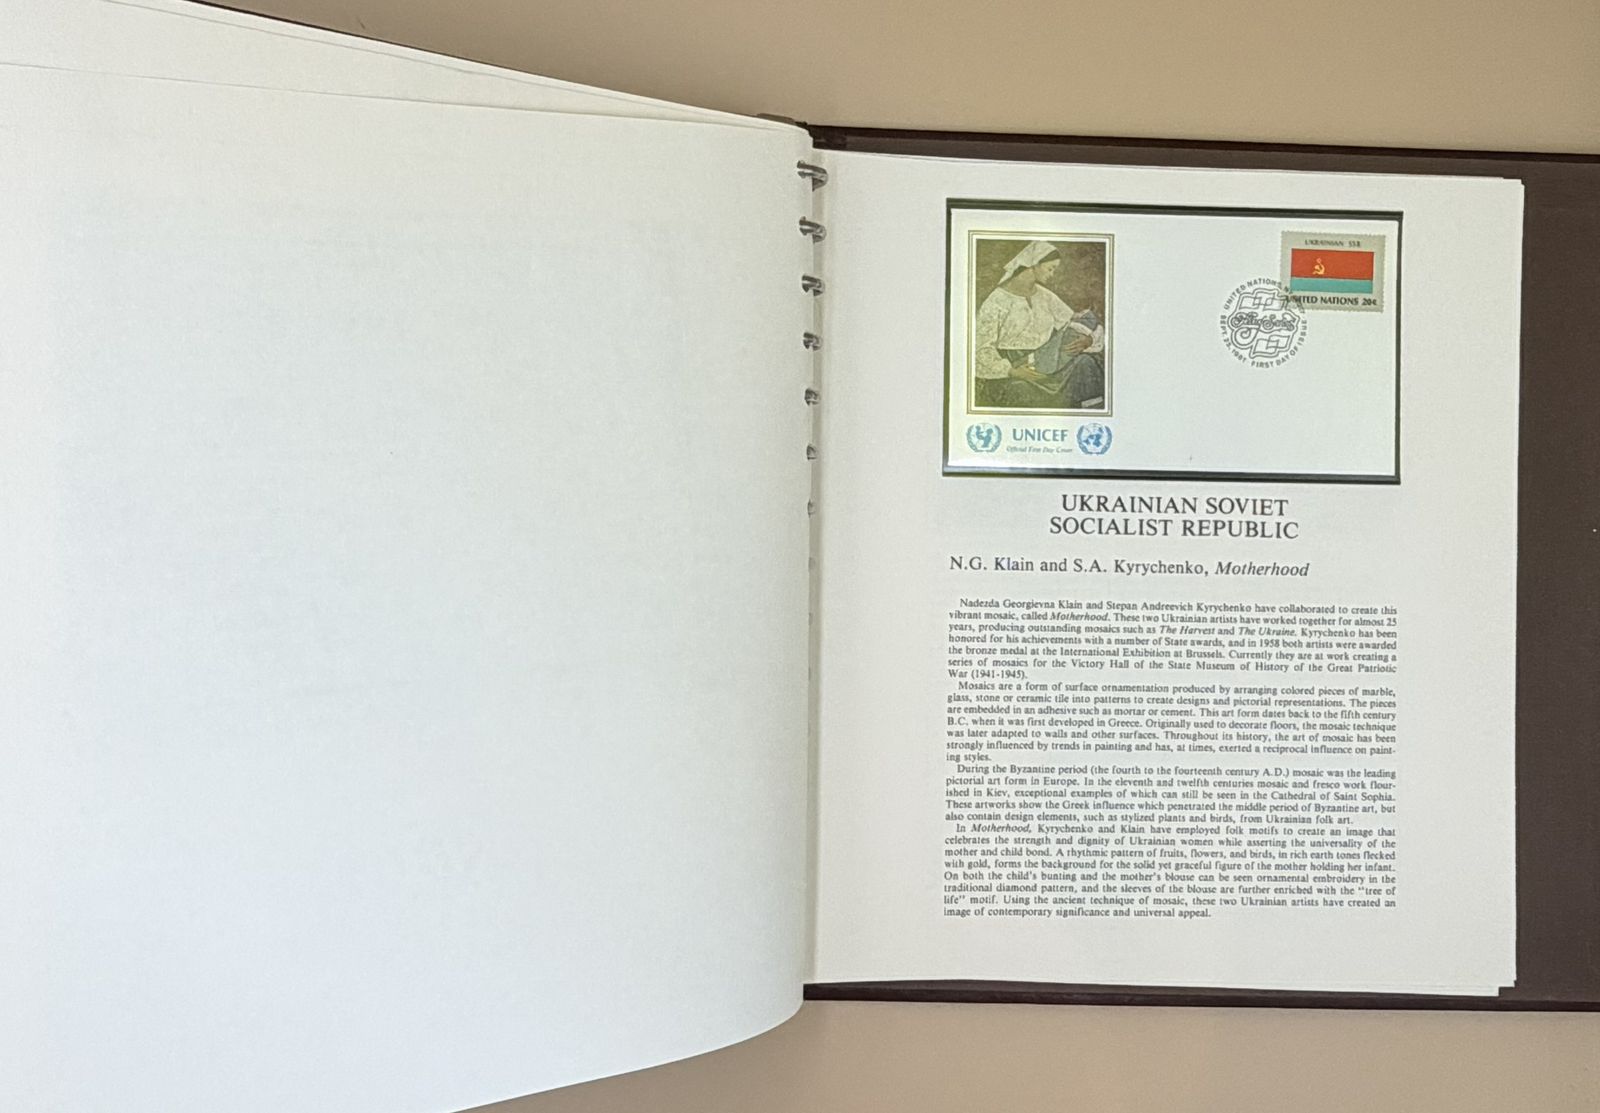 UKRAINIAN SSR
UNITED NATIONS 20¢
UNITED NATIONS, N
SEPT. 25, 1981 FIRST DAY OF ISSUE
Flag Series
UNICEF
Official First Day Cover
UKRAINIAN SOVIET
SOCIALIST REPUBLIC
N.G. Klain and S.A. Kyrychenko, Motherhood
Nadezda Georgievna Klain and Stepan Andreevich Kyrychenko have collaborated to create this
vibrant mosaic, called Motherhood. These two Ukrainian artists have worked together for almost 25
years, producing outstanding mosaics such as The Harvest and The Ukraine. Kyrychenko has been
honored for his achievements with a number of State awards, and in 1958 both artists were awarded
the bronze medal at the International Exhibition at Brussels. Currently they are at work creating a
series of mosaics for the Victory Hall of the State Museum of History of the Great Patriotic
War (1941-1945).
Mosaics are a form of surface ornamentation produced by arranging colored pieces of marble,
glass, stone or ceramic tile into patterns to create designs and pictorial representations. The pieces
are embedded in an adhesive such as mortar or cement. This art form dates back to the fifth century
B.C. when it was first developed in Greece. Originally used to decorate floors, the mosaic technique
was later adapted to walls and other surfaces. Throughout its history, the art of mosaic has been
strongly influenced by trends in painting and has, at times, exerted a reciprocal influence on paint-
ing styles.
During the Byzantine period (the fourth to the fourteenth century A.D.) mosaic was the leading
pictorial art form in Europe. In the eleventh and twelfth centuries mosaic and fresco work flour-
ished in Kiev, exceptional examples of which can still be seen in the Cathedral of Saint Sophia.
These artworks show the Greek influence which penetrated the middle period of Byzantine art, but
also contain design elements, such as stylized plants and birds, from Ukrainian folk art.
In Motherhood, Kyrychenko and Klain have employed folk motifs to create an image that
celebrates the strength and dignity of Ukrainian women while asserting the universality of the
mother and child bond. A rhythmic pattern of fruits, flowers, and birds, in rich earth tones flecked
with gold, forms the background for the solid yet graceful figure of the mother holding her infant.
On both the child's bunting and the mother's blouse can be seen ornamental embroidery in the
traditional diamond pattern, and the sleeves of the blouse are further enriched with the "tree of
life" motif. Using the ancient technique of mosaic, these two Ukrainian artists have created an
image of contemporary significance and universal appeal.